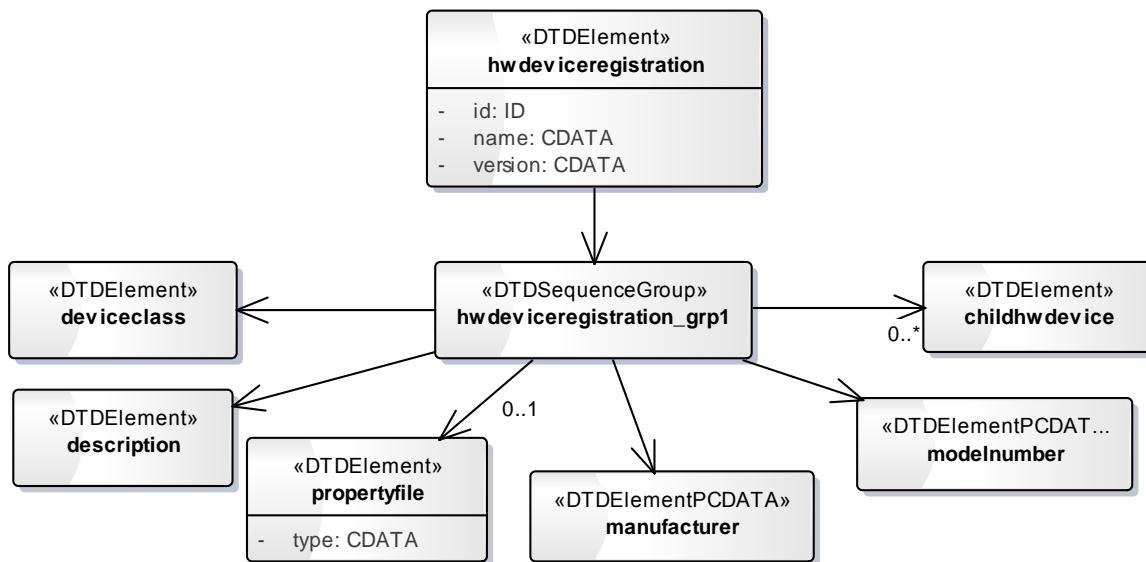 «DTDElement»
hwdeviceregistration
- id: ID
- name: CDATA
- version: CDATA
«DTDElement»
deviceclass
«DTDSequenceGroup»
hwdeviceregistration_grp1
«DTDElement»
childhwdevice
0..*
«DTDElement»
description
0..1
«DTDElement»
propertyfile
- type: CDATA
«DTDElementPCDATA»
manufacturer
«DTDElementPCDAT...
modelnumber